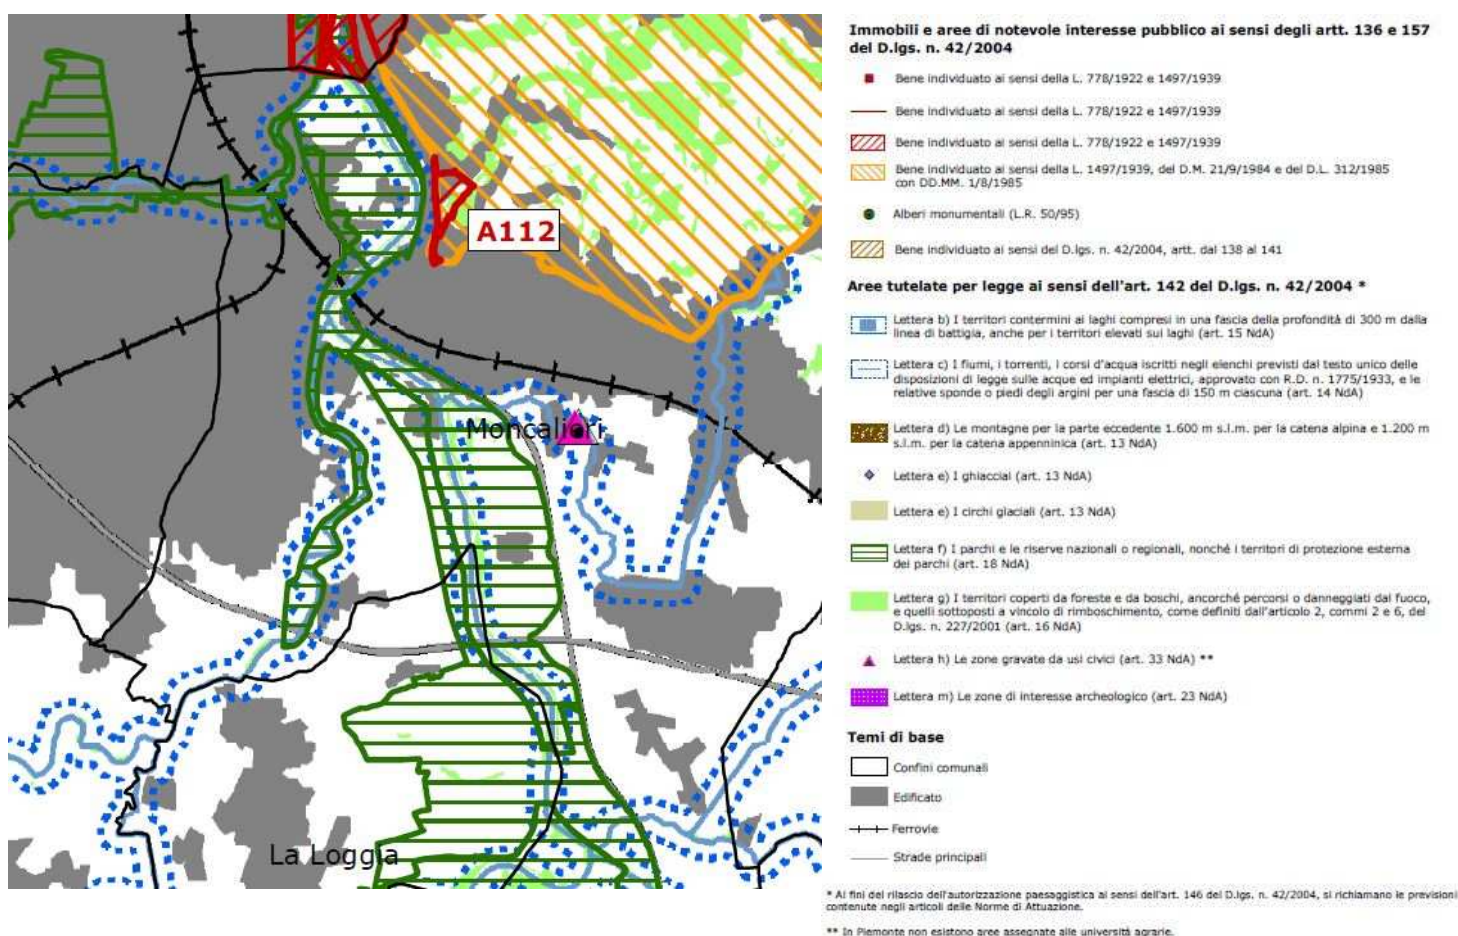 A112
Moncalieri
La Loggia
Immobili e aree di notevole interesse pubblico ai sensi degli artt. 136 e 157
del D.lgs. n. 42/2004
Bene individuato ai sensi della L. 778/1922 e 1497/1939
Bene individuato ai sensi della L. 778/1922 e 1497/1939
Bene individuato ai sensi della L. 778/1922 e 1497/1939
Bene individuato ai sensi della L. 1497/1939, del D.M. 21/9/1984 e del D.L. 312/1985
con DD.MM. 1/8/1985
Alberi monumentali (L.R. 50/95)
Bene individuato ai sensi del D.lgs. n. 42/2004, artt. dal 138 al 141
Aree tutelate per legge ai sensi dell'art. 142 del D.lgs. n. 42/2004 *
Lettera b) I territori contermini ai laghi compresi in una fascia della profondità di 300 m dalla
linea di battigia, anche per i territori elevati sui laghi (art. 15 NdA)
Lettera c) I fiumi, i torrenti, i corsi d'acqua iscritti negli elenchi previsti dal testo unico delle
disposizioni di legge sulle acque ed impianti elettrici, approvato con R.D. n. 1775/1933, e le
relative sponde o piedi degli argini per una fascia di 150 m ciascuna (art. 14 NdA)
Lettera d) Le montagne per la parte eccedente 1.600 m s.l.m. per la catena alpina e 1.200 m
s.l.m. per la catena appenninica (art. 13 NdA)
Lettera e) I ghiacciai (art. 13 NdA)
Lettera e) I circhi glaciali (art. 13 NdA)
Lettera f) I parchi e le riserve nazionali o regionali, nonché i territori di protezione esterna
dei parchi (art. 18 NdA)
Lettera g) I territori coperti da foreste e da boschi, ancorché percorsi o danneggiati dal fuoco,
e quelli sottoposti a vincolo di rimboschimento, come definiti dall'articolo 2, commi 2 e 6, del
D.lgs. n. 227/2001 (art. 16 NdA)
Lettera h) Le zone gravate da usi civici (art. 33 NdA) **
Lettera m) Le zone di interesse archeologico (art. 23 NdA)
Temi di base
Confini comunali
Edificato
Ferrovie
Strade principali
* Ai fini del rilascio dell'autorizzazione paesaggistica ai sensi dell'art. 146 del D.lgs. n. 42/2004, si richiamano le previsioni
contenute negli articoli delle Norme di Attuazione.
** In Piemonte non esistono aree assegnate alle università agrarie.